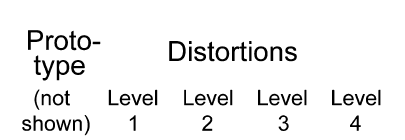 Proto-
type
Distortions
(not
shown)
Level Level Level Level
1 2 3 4